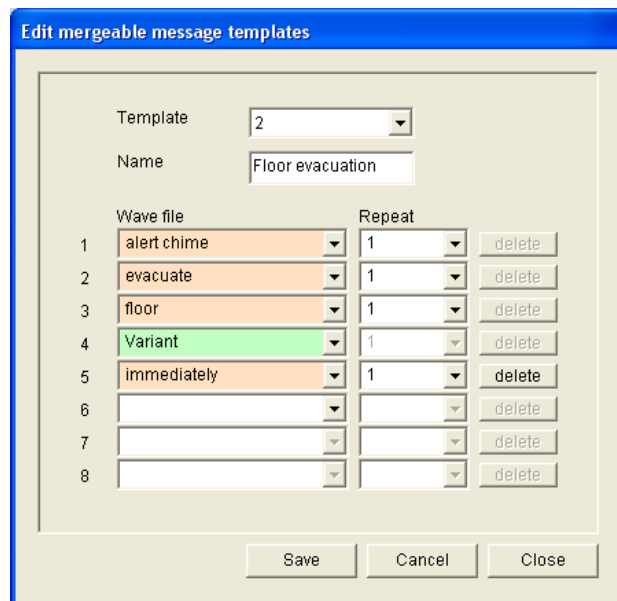 Edit mergeable message templates
Template 2
Name Floor evacuation
Wave file Repeat
1 alert chime 1 delete
2 evacuate 1 delete
3 floor 1 delete
4 Variant 1 delete
5 immediately 1 delete
6 delete
7 delete
8 delete
Save Cancel Close